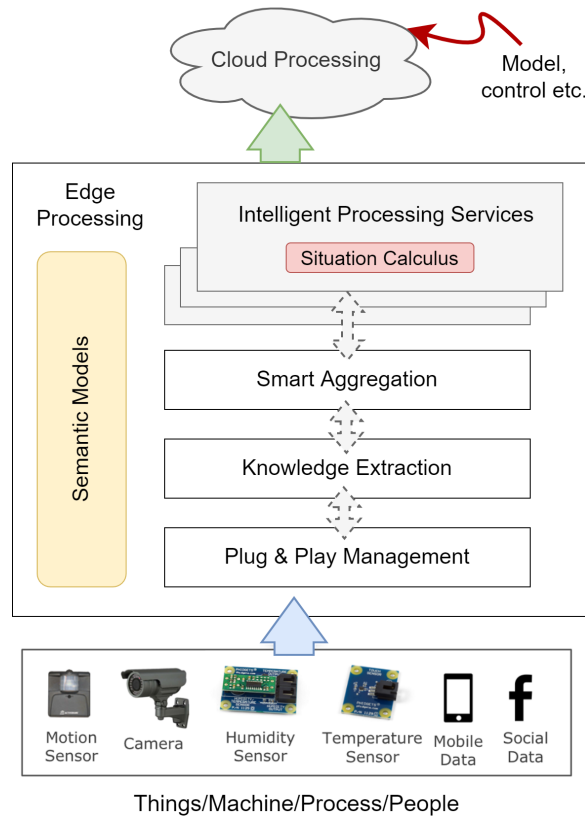 Cloud Processing
Model,
control etc.
Edge
Processing
Intelligent Processing Services
Situation Calculus
Semantic Models
Smart Aggregation
Knowledge Extraction
Plug & Play Management
Motion
Sensor
Camera
Humidity
Sensor
Temperature
Sensor
Mobile
Data
Social
Data
Things/Machine/Process/People